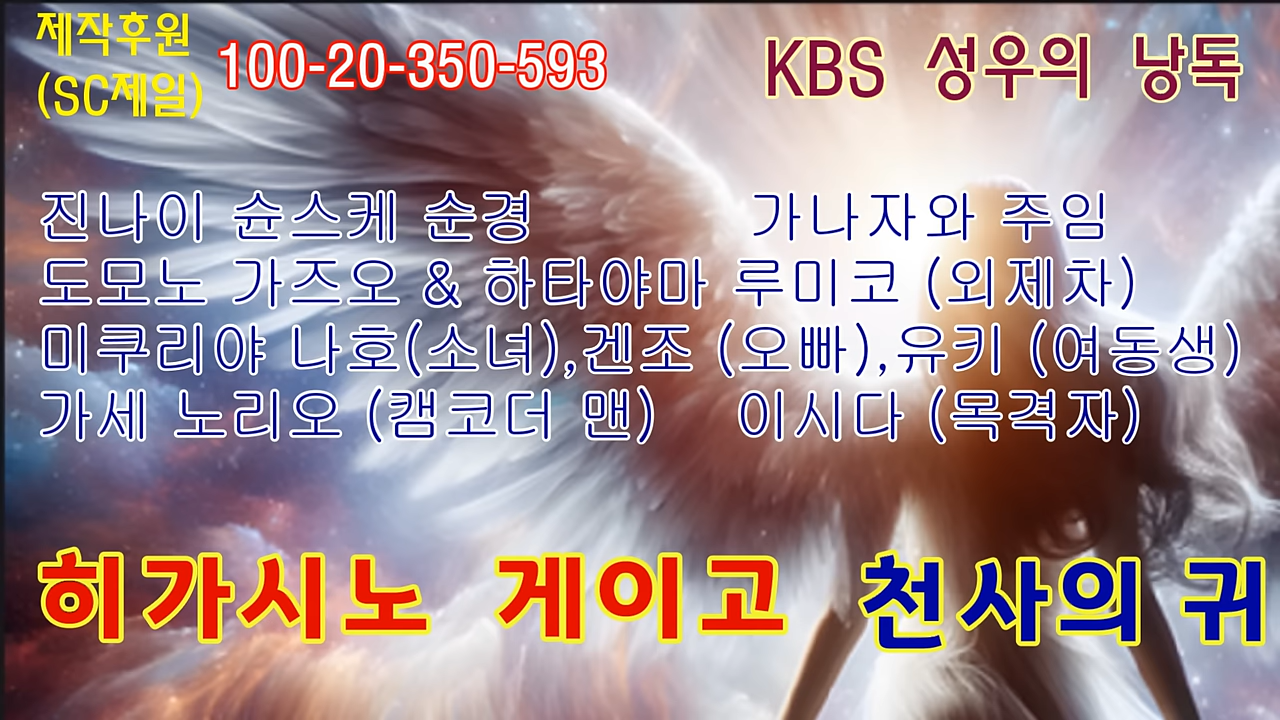 제작후원
(SC제일) 100-20-350-593
KBS 성우의 낭독
진나이 슌스케 순경 가나자와 주임
도모노 가즈오 & 하타야마 루미코 (외제차)
미쿠리야 나호(소녀),겐조 (오빠),유키 (여동생)
가세 노리오 (캠코더 맨) 이시다 (목격자)
히가시노 게이고 천사의 귀